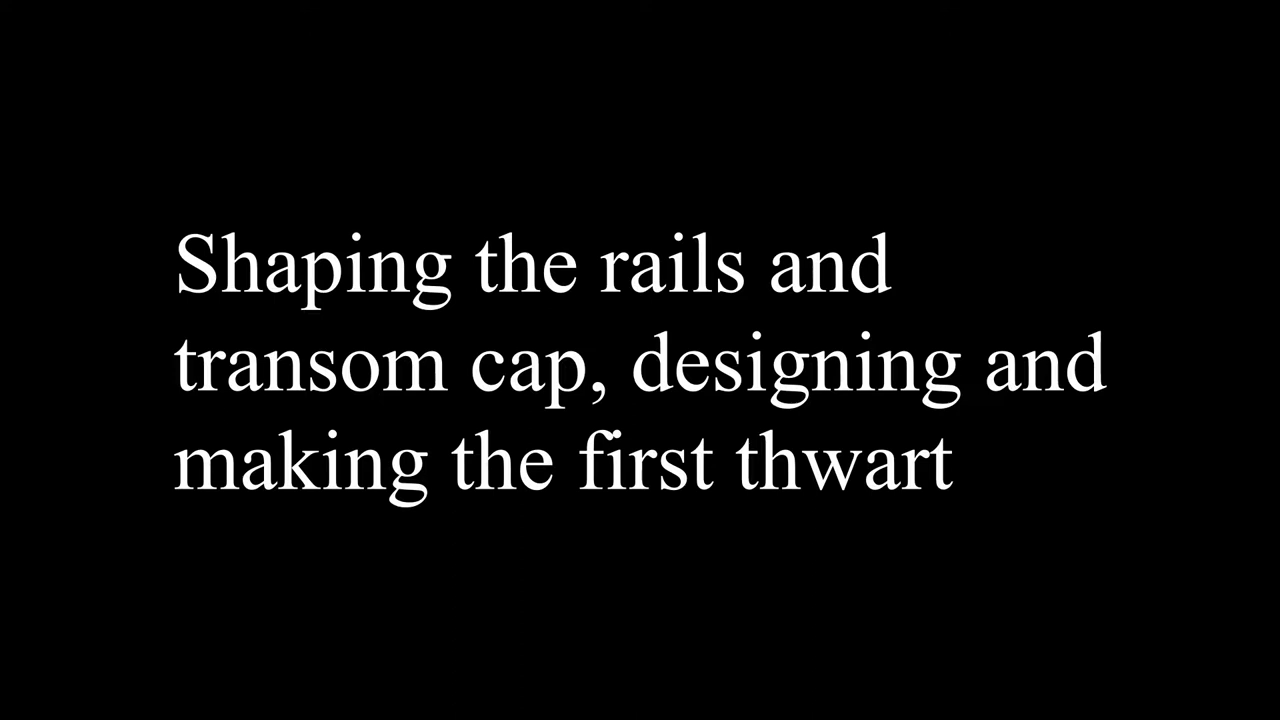 Shaping the rails and
transom cap, designing and
making the first thwart